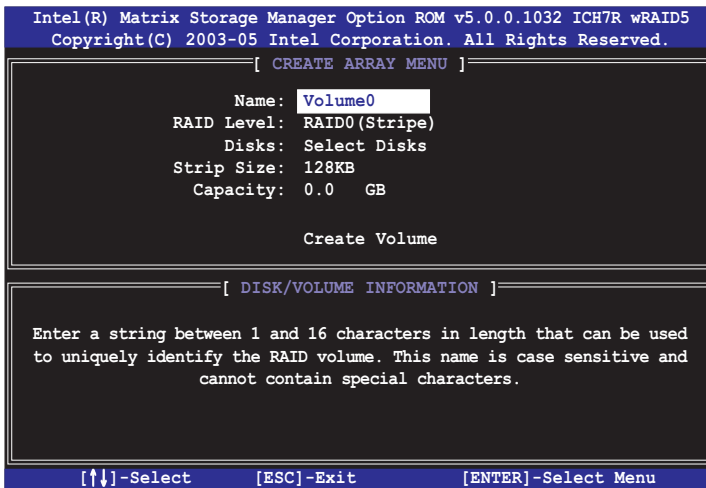 Intel(R) Matrix Storage Manager Option ROM v5.0.0.1032 ICH7R wRAID5
Copyright(C) 2003-05 Intel Corporation. All Rights Reserved.
[ CREATE ARRAY MENU ]
Name: Volume0
RAID Level: RAID0(Stripe)
Disks: Select Disks
Strip Size: 128KB
Capacity: 0.0 GB
Create Volume
[ DISK/VOLUME INFORMATION ]
Enter a string between 1 and 16 characters in length that can be used
to uniquely identify the RAID volume. This name is case sensitive and
cannot contain special characters.
[↑↓]-Select [ESC]-Exit [ENTER]-Select Menu